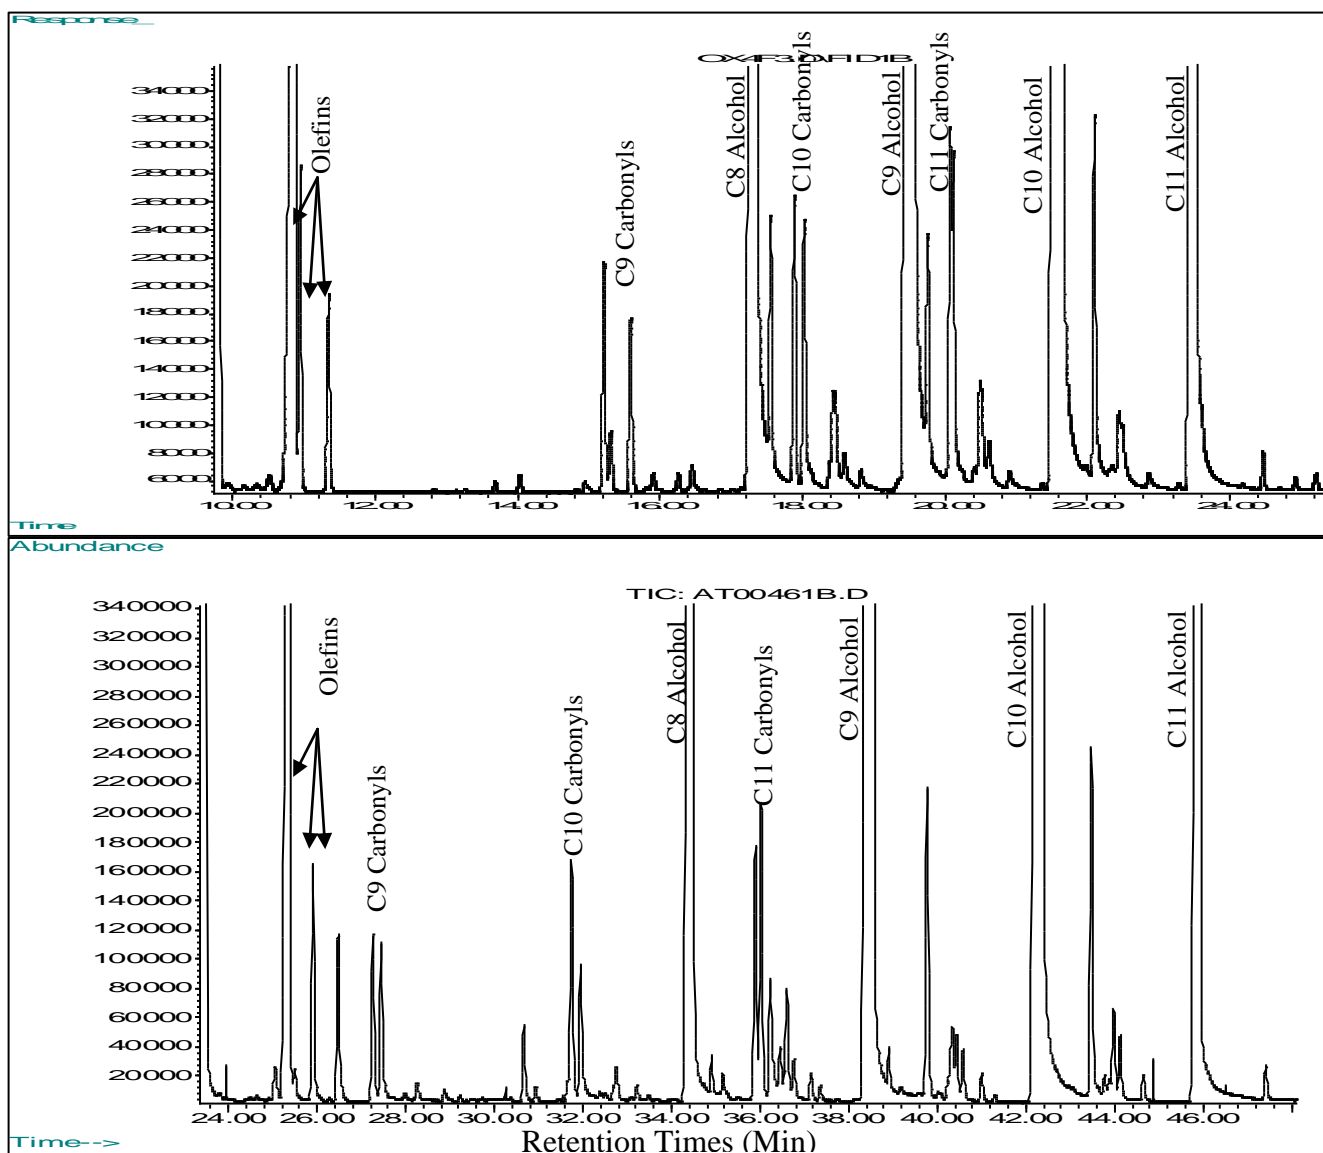 Response_
OX4F3.D\FID1B
34000
32000
30000
28000
26000
24000
22000
20000
18000
16000
14000
12000
10000
8000
6000
Olefins
C9 Carbonyls
C8 Alcohol
C10 Carbonyls
C9 Alcohol
C11 Carbonyls
C10 Alcohol
C11 Alcohol
10.00 12.00 14.00 16.00 18.00 20.00 22.00 24.00
Time
Abundance
TIC: AT00461B.D
340000
320000
300000
280000
260000
240000
220000
200000
180000
160000
140000
120000
100000
80000
60000
40000
20000
Olefins
C9 Carbonyls
C10 Carbonyls
C8 Alcohol
C11 Carbonyls
C9 Alcohol
C10 Alcohol
C11 Alcohol
24.00 26.00 28.00 30.00 32.00 34.00 36.00 38.00 40.00 42.00 44.00 46.00
Time-->
Retention Times (Min)